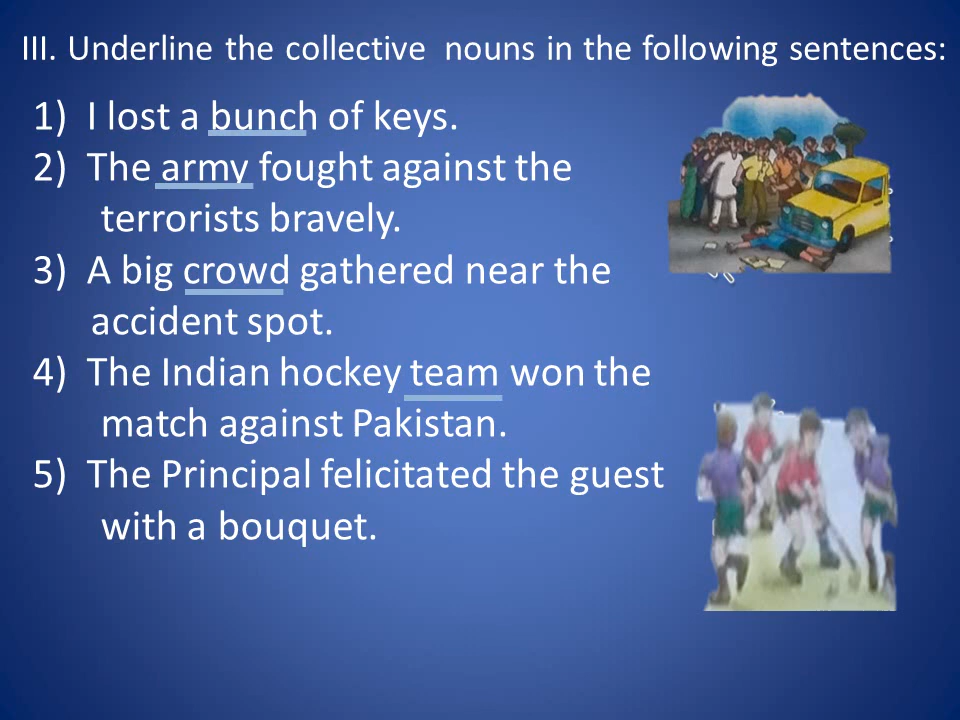 III. Underline the collective nouns in the following sentences:
1) I lost a bunch of keys.
2) The army fought against the
terrorists bravely.
3) A big crowd gathered near the
accident spot.
4) The Indian hockey team won the
match against Pakistan.
5) The Principal felicitated the guest
with a bouquet.